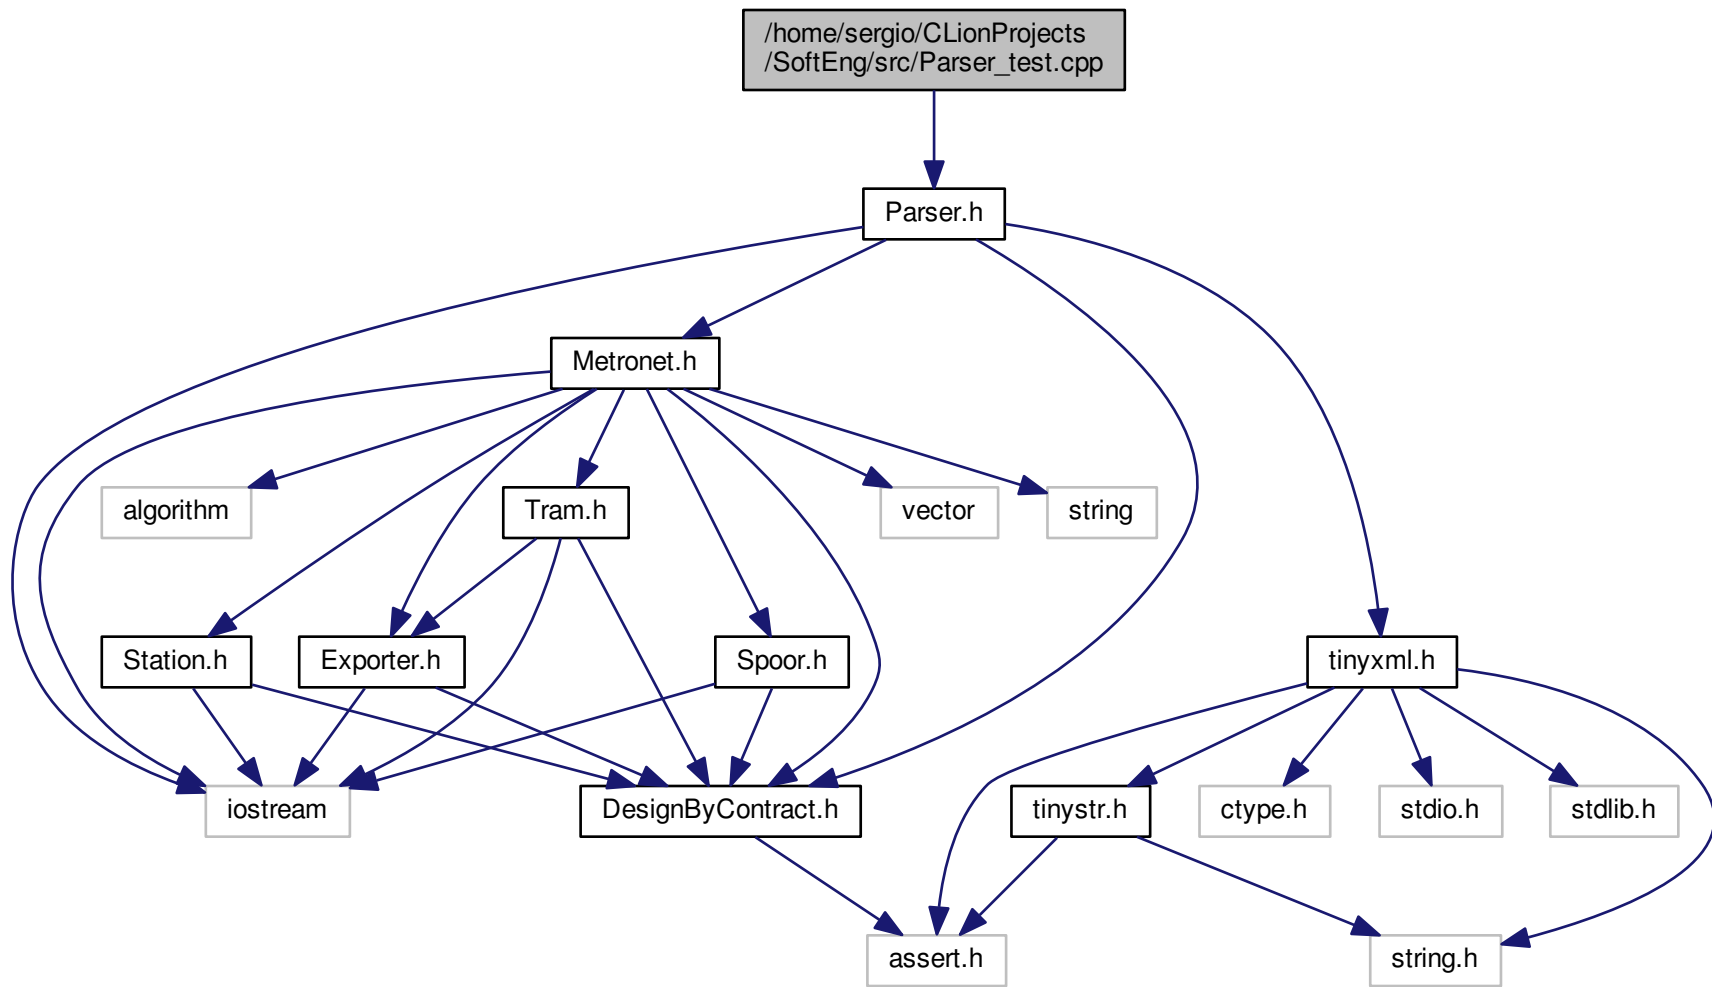 /home/sergio/CLionProjects
/SoftEng/src/Parser_test.cpp
Parser.h
Metronet.h
algorithm
Tram.h
vector
string
Station.h
Exporter.h
Spoor.h
tinyxml.h
iostream
DesignByContract.h
tinystr.h
ctype.h
stdio.h
stdlib.h
assert.h
string.h